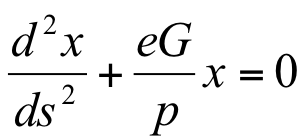 d²x/ds² + eG/p x = 0